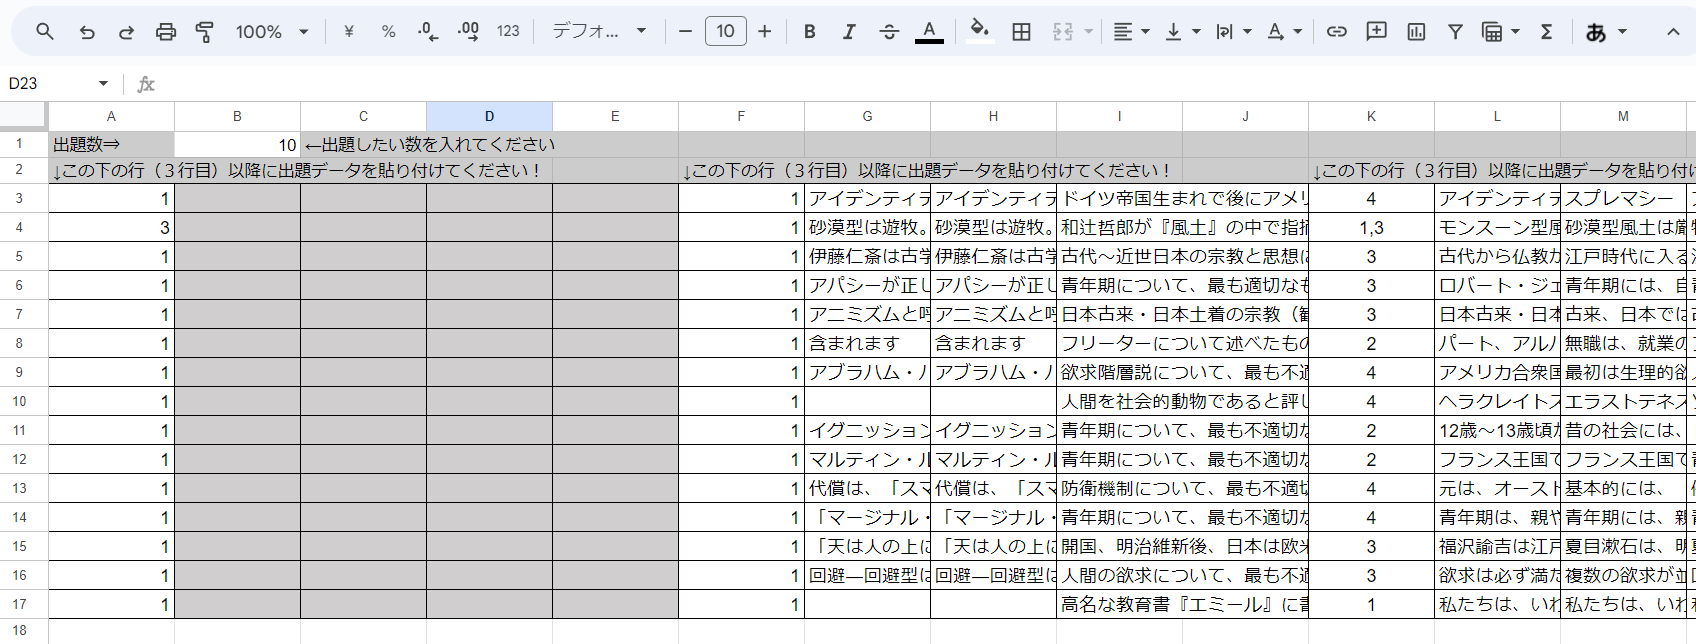 100% ¥ % .0 .00 123 デフォ... 10 B I A あ
D23 fx
A B C D E F G H I J K L M
1 出題数⇒ 10 ←出題したい数を入れてください
2 ↓この下の行（３行目）以降に出題データを貼り付けてください！ ↓この下の行（３行目）以降に出題データを貼り付けてください！ ↓この下の行（３行目）以降に出題データを貼り付け
3 1 1 アイデンティテ アイデンティテ ドイツ帝国生まれで後にアメリ 4 アイデンティテ スプレマシー
4 3 1 砂漠型は遊牧。 砂漠型は遊牧。 和辻哲郎が『風土』の中で指摘 1,3 モンスーン型風 砂漠型風土は厳
5 1 1 伊藤仁斎は古学 伊藤仁斎は古学 古代～近世日本の宗教と思想に 3 古代から仏教か 江戸時代に入る
6 1 1 アパシーが正し アパシーが正し 青年期について、最も適切なも 3 ロバート・ジェ 青年期には、自
7 1 1 アニミズムと呼 アニミズムと呼 日本古来・日本土着の宗教（観 3 日本古来・日本 古来、日本では
8 1 1 含まれます 含まれます フリーターについて述べたもの 2 パート、アルバ 無職は、就業の
9 1 1 アブラハム・ハ アブラハム・ハ 欲求階層説について、最も不適 4 アメリカ合衆国 最初は生理的欲
10 1 1 人間を社会的動物であると評し 4 ヘラクレイトス エラストテネス
11 1 1 イグニッション イグニッション 青年期について、最も不適切な 2 12歳～13歳頃か 昔の社会には、
12 1 1 マルティン・ル マルティン・ル 青年期について、最も不適切な 2 フランス王国で フランス王国で
13 1 1 代償は、「スマ 代償は、「スマ 防衛機制について、最も不適切 4 元は、オースト 基本的には、
14 1 1 「マージナル・ 「マージナル・ 青年期について、最も不適切な 4 青年期は、親や 青年期には、親
15 1 1 「天は人の上に 「天は人の上に 開国、明治維新後、日本は欧米 3 福沢諭吉は江戸 夏目漱石は、明
16 1 1 回避―回避型は 回避―回避型は 人間の欲求について、最も不適 3 欲求は必ず満た 複数の欲求が並
17 1 1 高名な教育書『エミール』に書 1 私たちは、いわ 私たちは、いわ
18